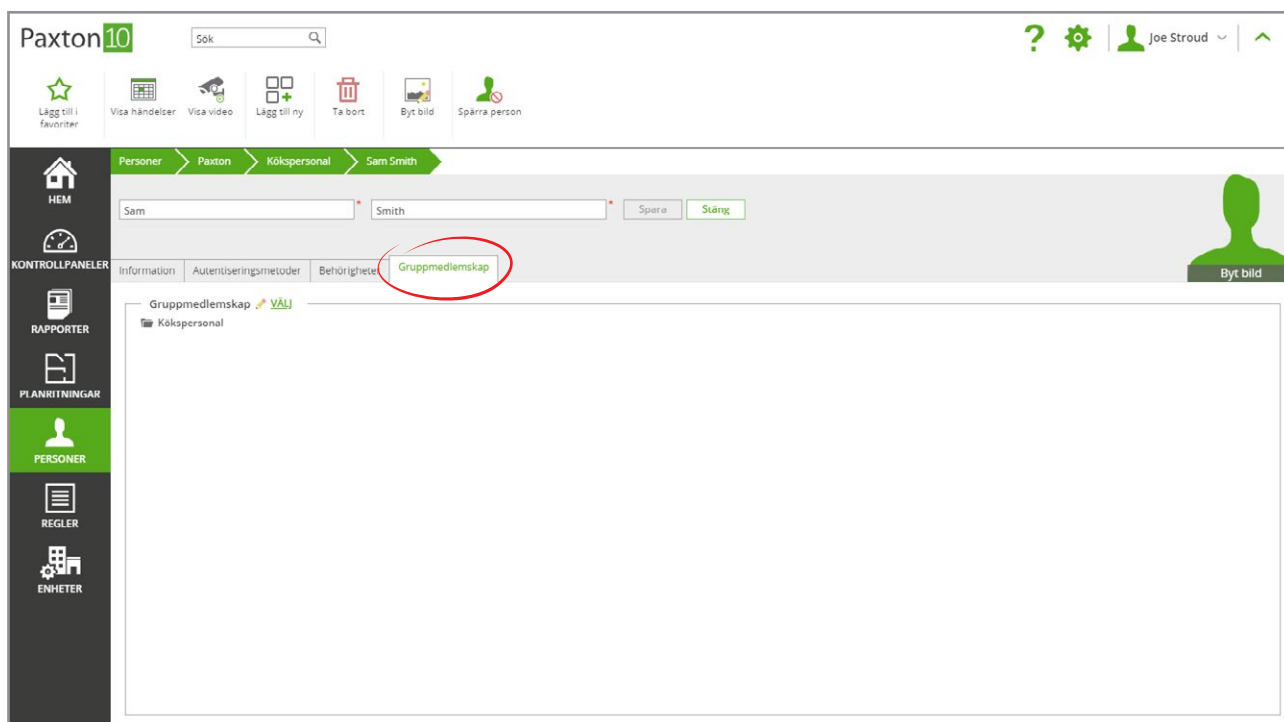 Paxton 10
Sök
Joe Stroud
Lägg till i
favoriter
Visa händelser
Visa video
Lägg till ny
Ta bort
Byt bild
Spärra person
HEM
KONTROLLPANELER
RAPPORTER
PLANRITNINGAR
PERSONER
REGLER
ENHETER
Personer Paxton Kökspersonal Sam Smith
Sam * Smith * Spara Stäng
Byt bild
Information Autentiseringsmetoder Behörigheter Gruppmedlemskap
Gruppmedlemskap VÄLJ
Kökspersonal